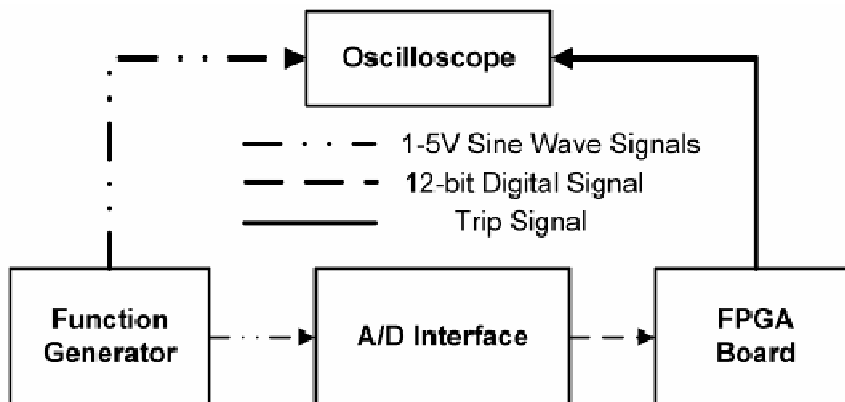 Oscilloscope
1-5V Sine Wave Signals
12-bit Digital Signal
Trip Signal
Function
Generator
A/D Interface
FPGA
Board